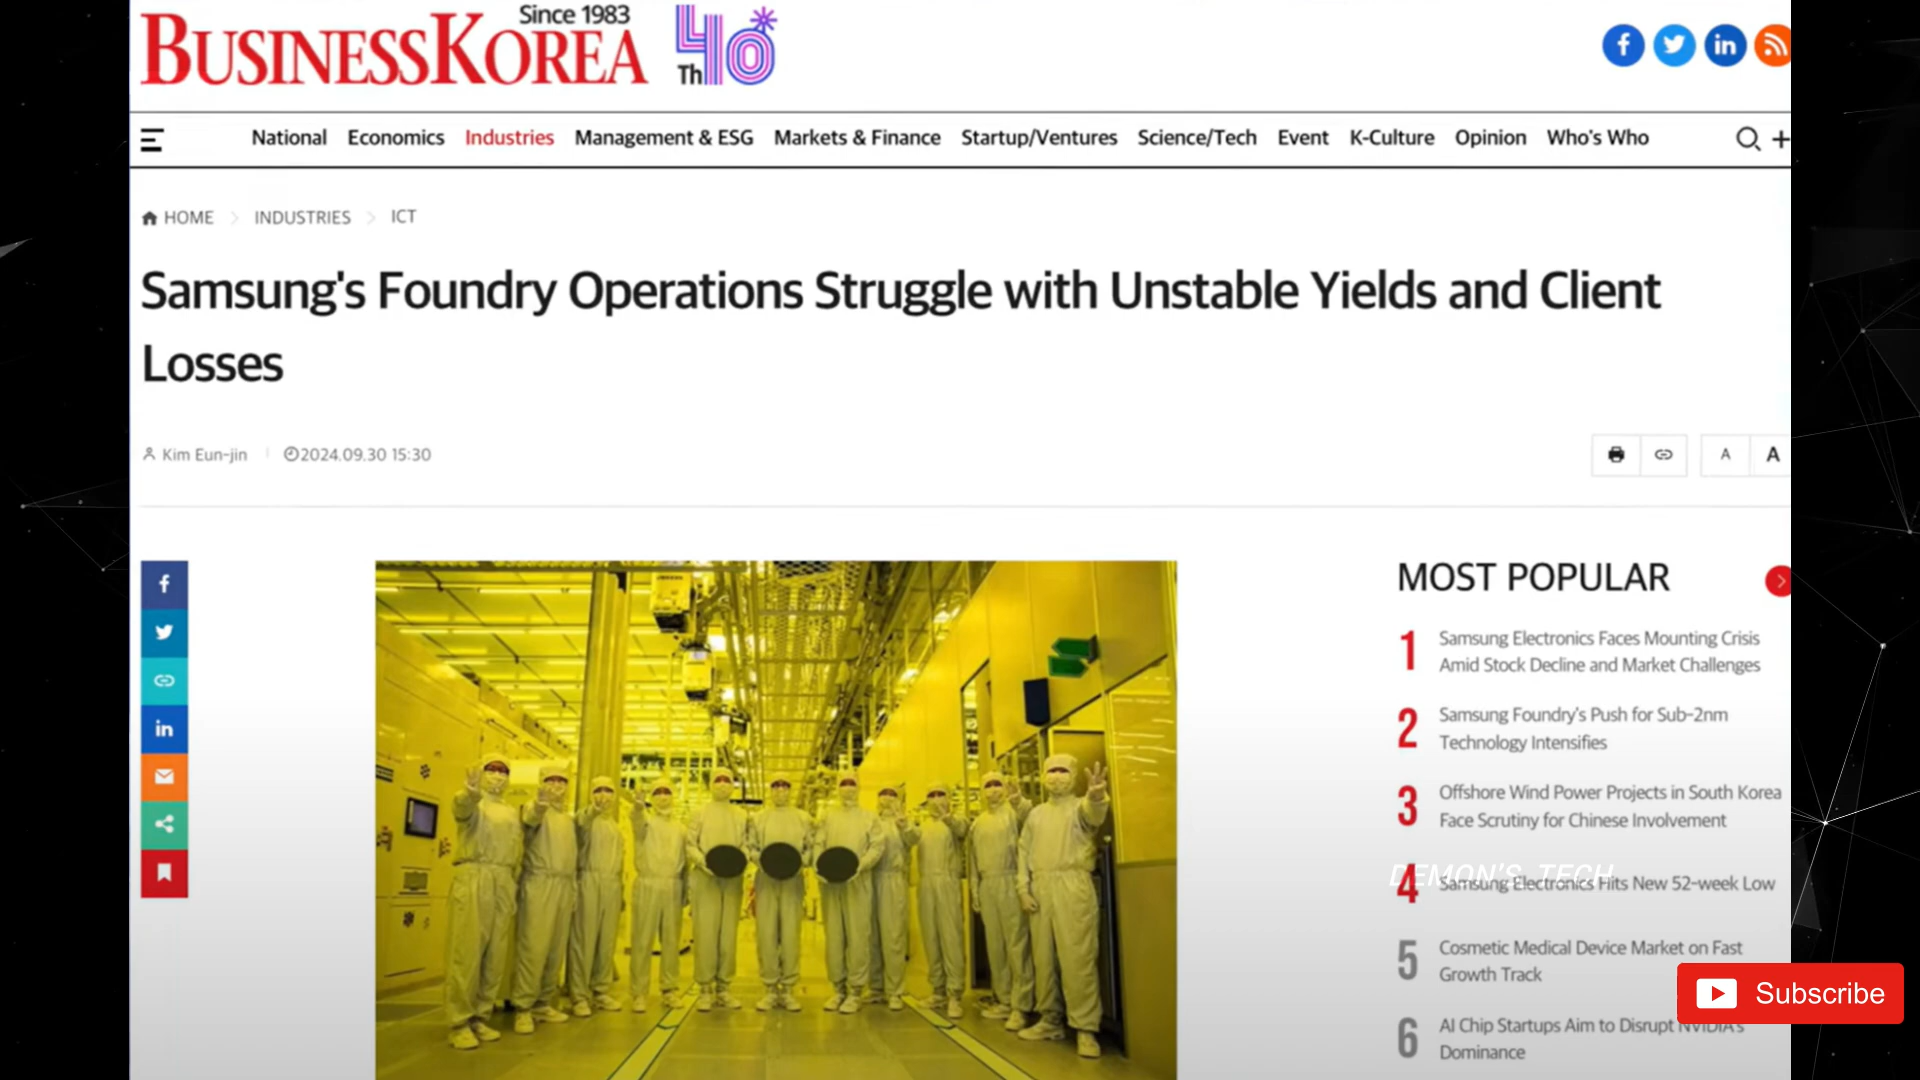 Since 1983
BUSINESSKOREA
40
Th
National Economics Industries Management & ESG Markets & Finance Startup/Ventures Science/Tech Event K-Culture Opinion Who's Who
HOME > INDUSTRIES > ICT
Samsung's Foundry Operations Struggle with Unstable Yields and Client
Losses
Kim Eun-jin | 2024.09.30 15:30
A A
MOST POPULAR
1 Samsung Electronics Faces Mounting Crisis
Amid Stock Decline and Market Challenges
2 Samsung Foundry's Push for Sub-2nm
Technology Intensifies
3 Offshore Wind Power Projects in South Korea
Face Scrutiny for Chinese Involvement
DEMON'S TECH
4 Samsung Electronics Hits New 52-week Low
5 Cosmetic Medical Device Market on Fast
Growth Track
Subscribe
6 AI Chip Startups Aim to Disrupt NVIDIA's
Dominance